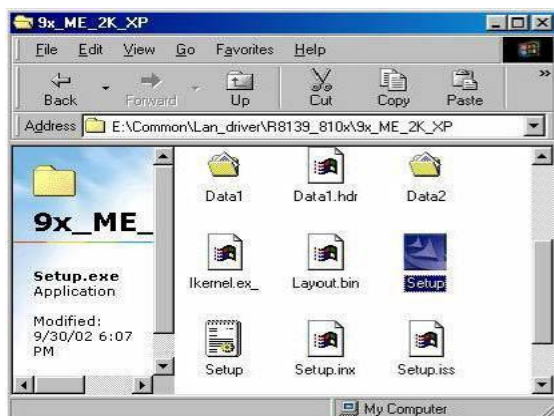 9x_ME_2K_XP
File Edit View Go Favorites Help
Back Forward Up Cut Copy Paste »
Address E:\Common\Lan_driver\R8139_810x\9x_ME_2K_XP
9x_ME_
Setup.exe
Application
Modified:
9/30/02 6:07
PM
Data1 Data1.hdr Data2
Ikernel.ex_ Layout.bin Setup
Setup Setup.inx Setup.iss
My Computer